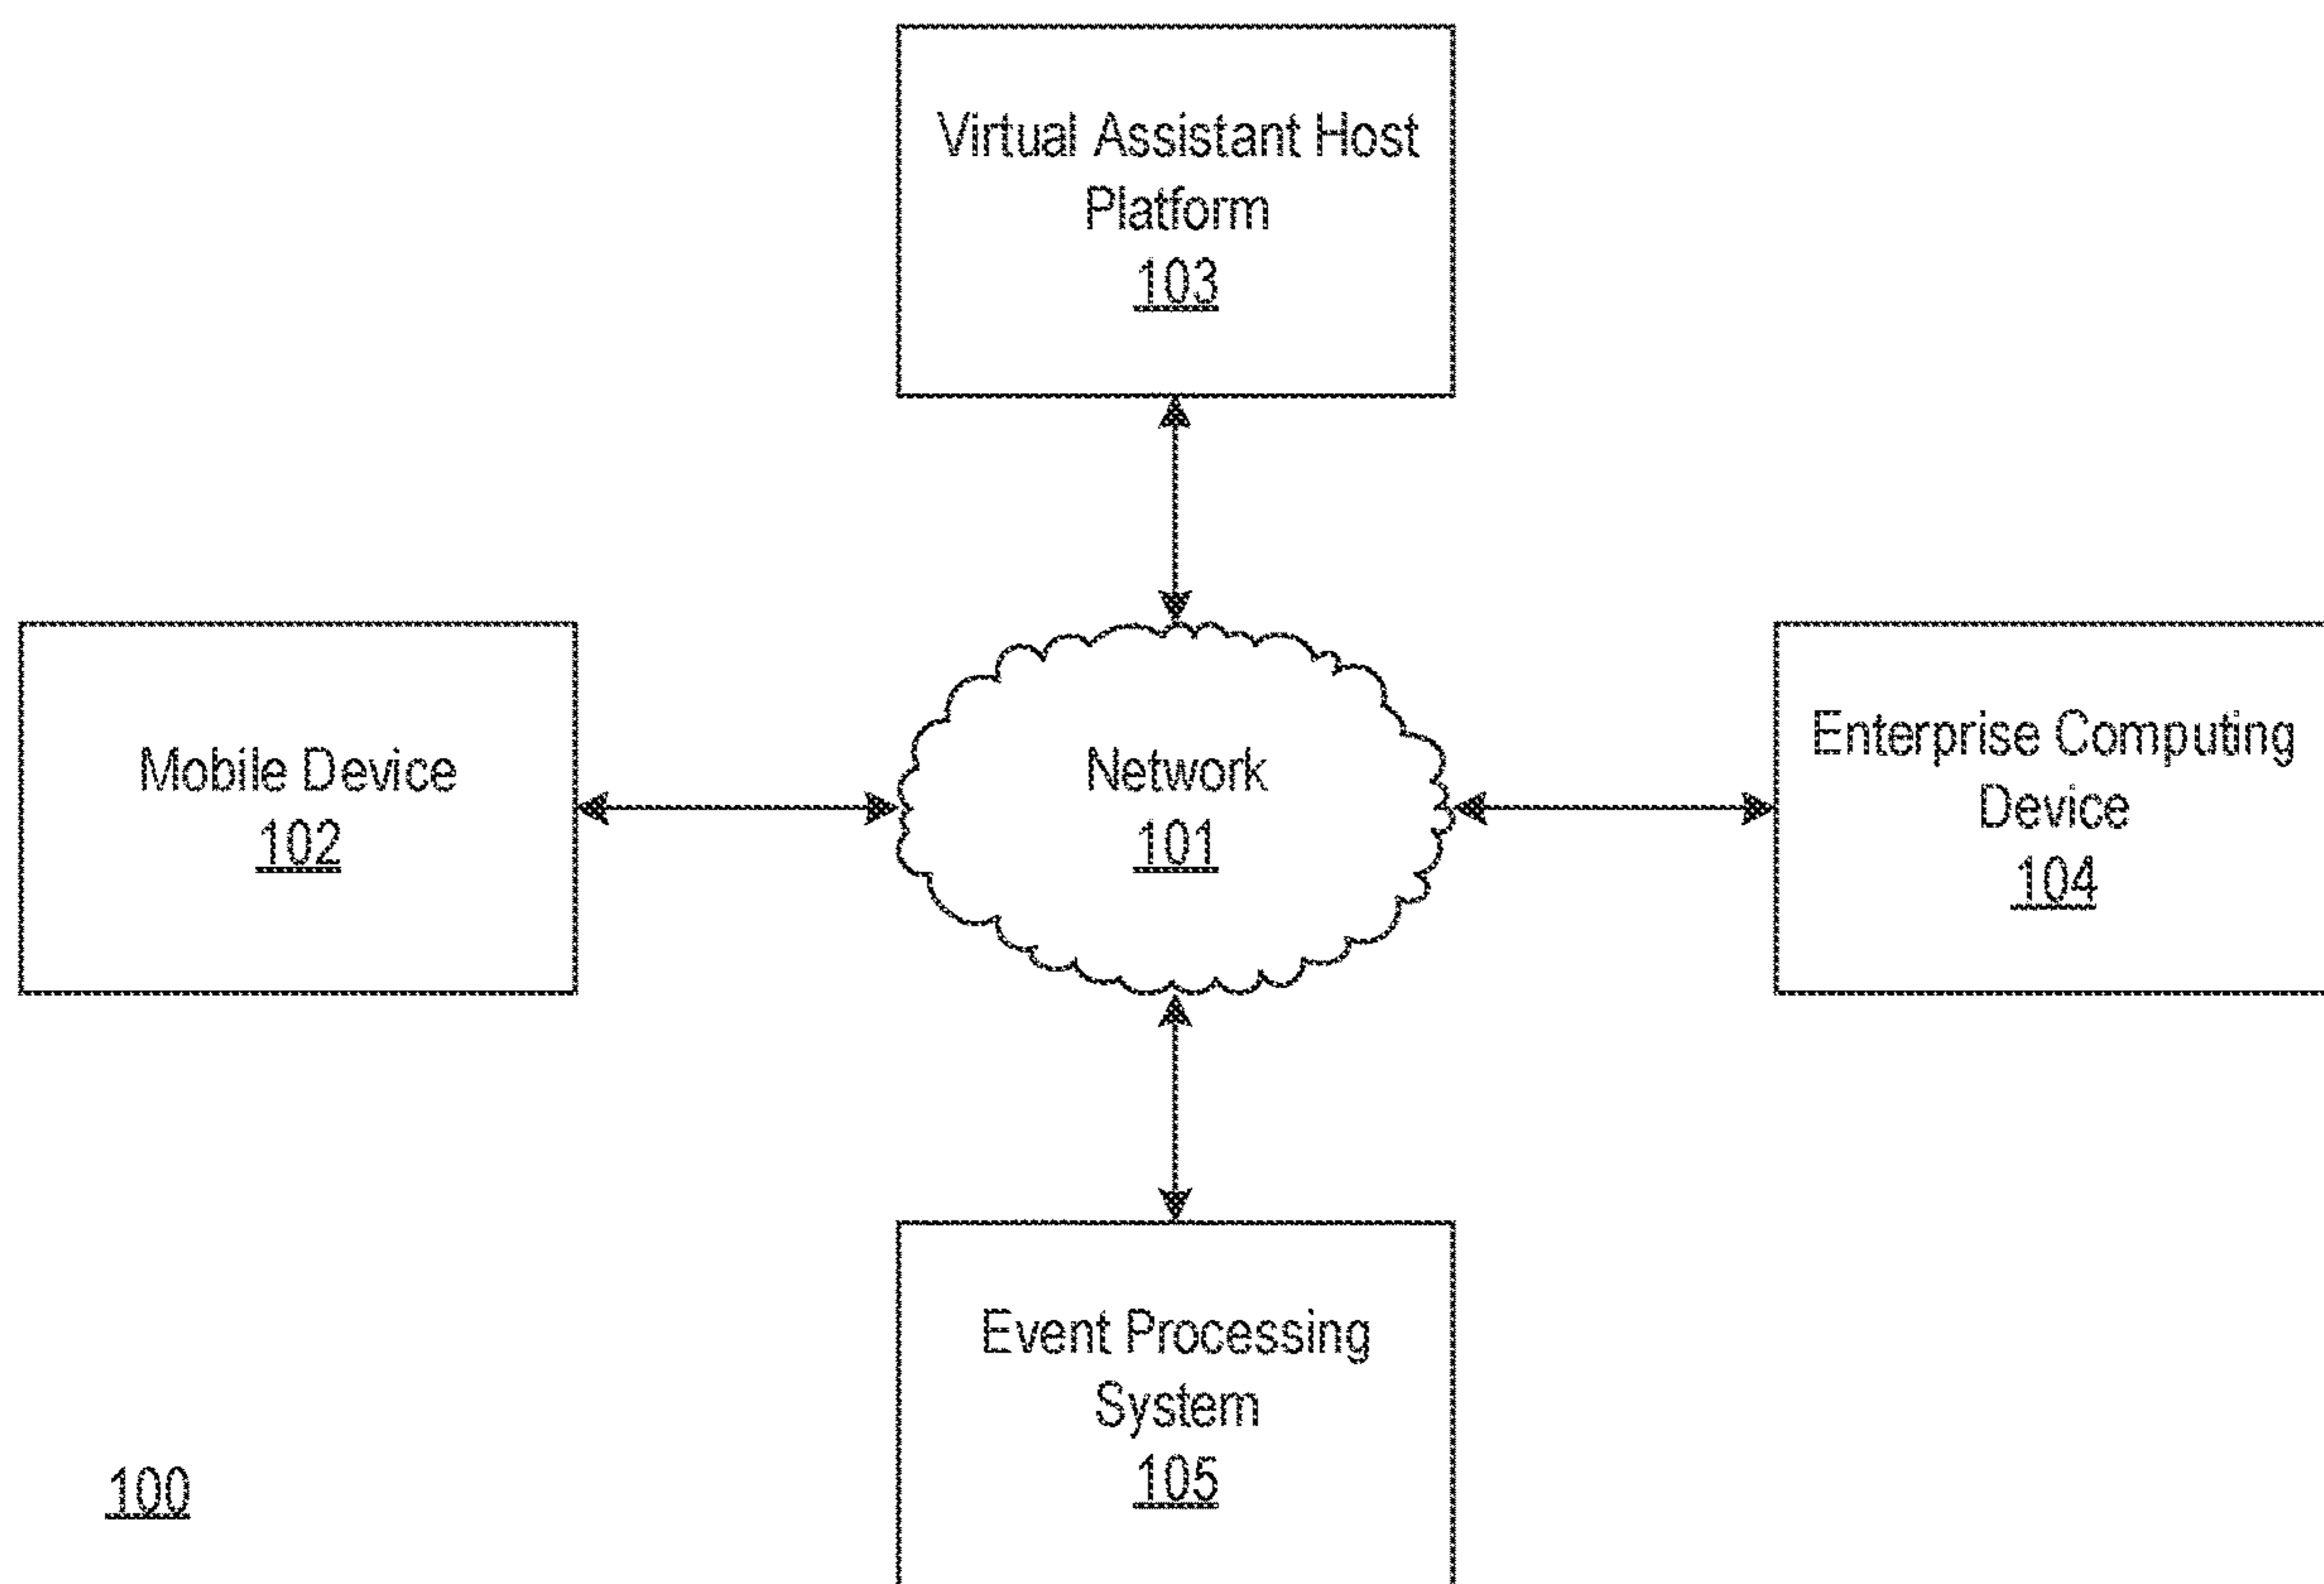 Virtual Assistant Host
Platform
103
Mobile Device
102
Network
101
Enterprise Computing
Device
104
Event Processing
System
105
100